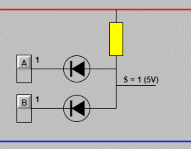 A 1
S = 1 (5V)
B 1